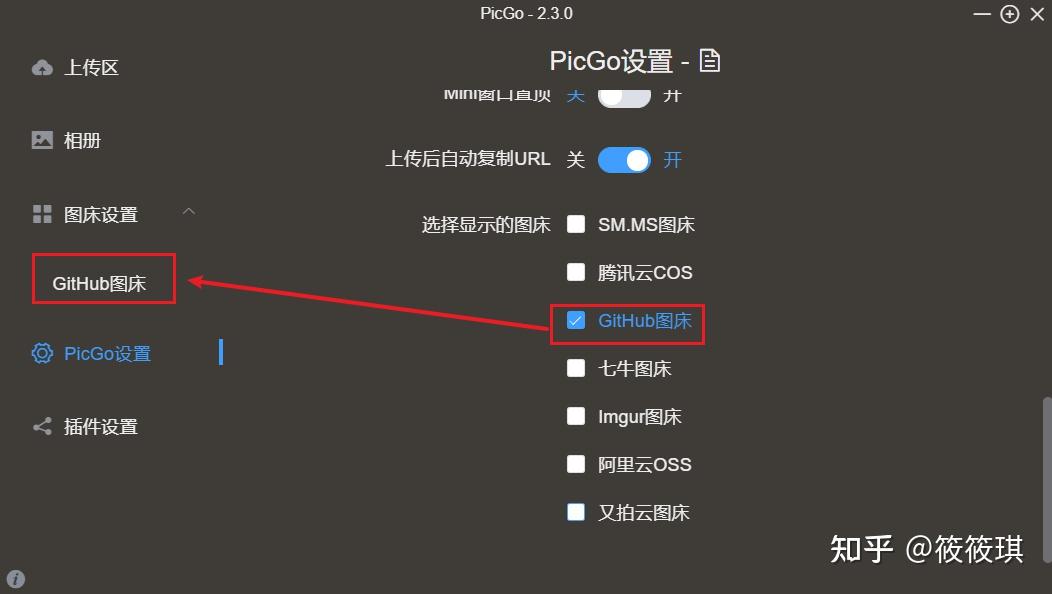 PicGo - 2.3.0
上传区
相册
图床设置
GitHub图床
PicGo设置
插件设置
PicGo设置 -
Mini窗口置顶 关 开
上传后自动复制URL 关 开
选择显示的图床 SM.MS图床
腾讯云COS
GitHub图床
七牛图床
Imgur图床
阿里云OSS
又拍云图床
知乎 @筱筱琪